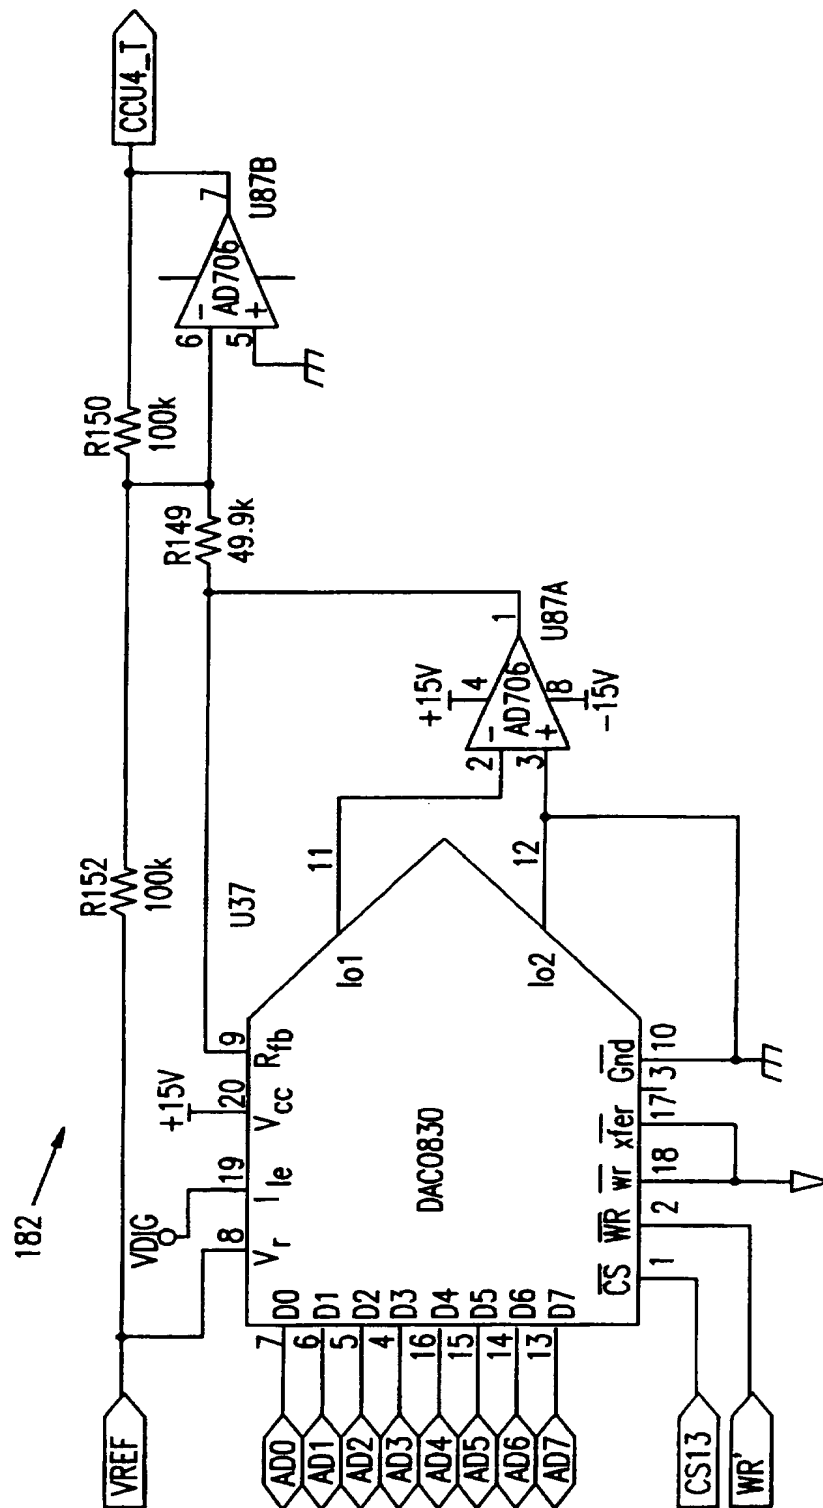 182
VREF
R152
100k
R150
100k
CCU4_T
R149
49.9k
7
U87B
6
5
AD706
−
+
U37
VDIG
+15V
8
19
20
9
Vr
Ile
Vcc
Rfb
AD0
AD1
AD2
AD3
AD4
AD5
AD6
AD7
7
6
5
4
16
15
14
13
D0
D1
D2
D3
D4
D5
D6
D7
DAC0830
Io1
Io2
11
12
+15V
4
2
3
AD706
−
+
1
U87A
8
-15V
CS
WR
wr
xfer
Gnd
1
2
18
17
3
10
CS13
WR'